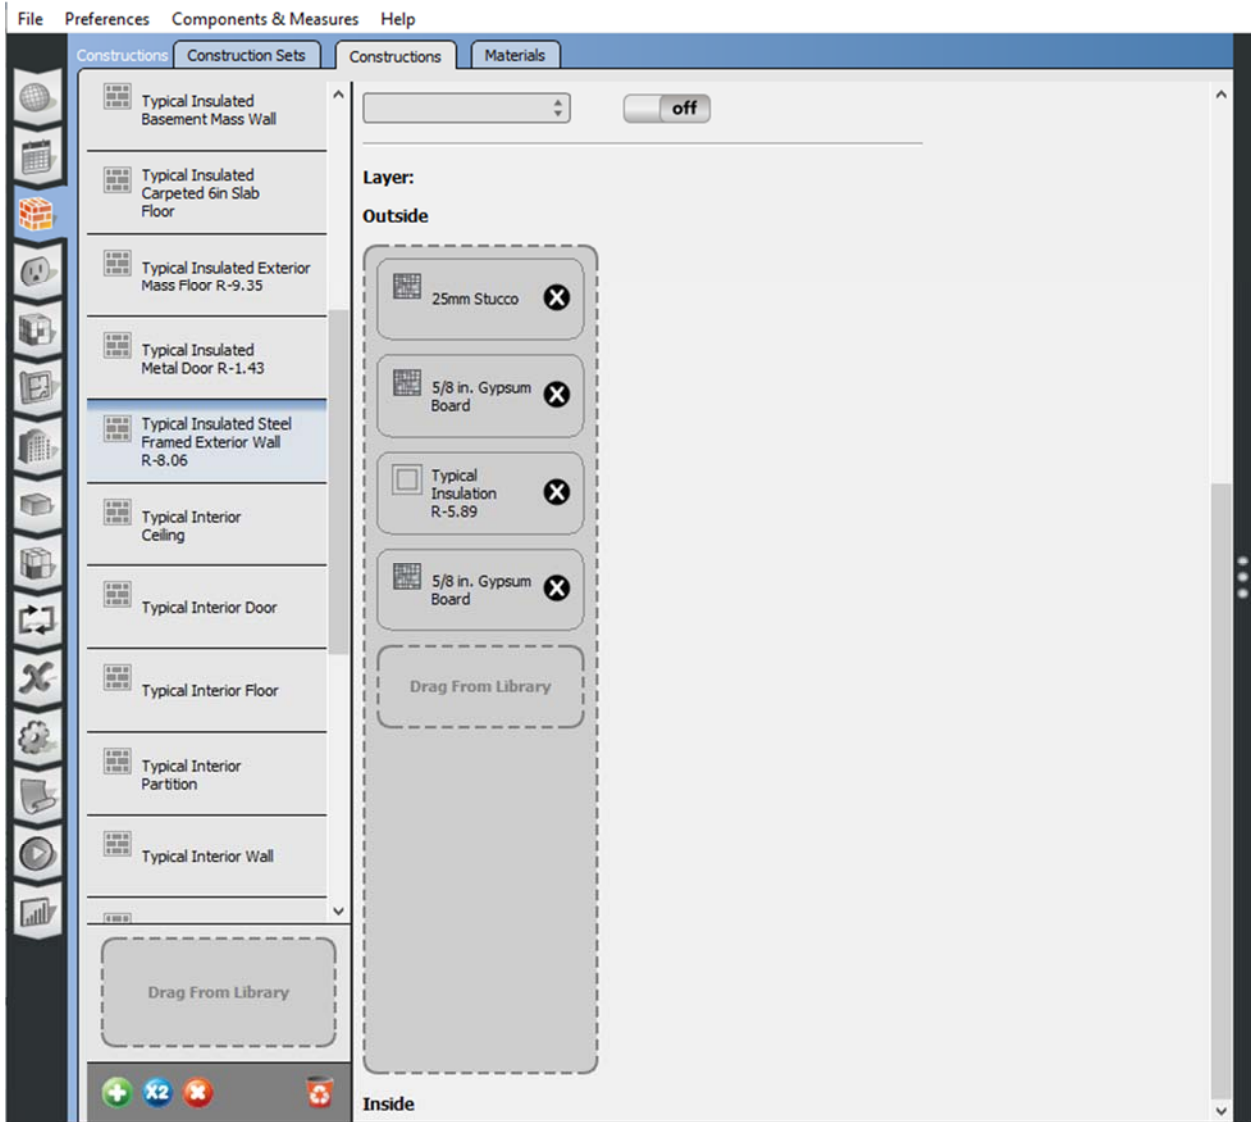 File Preferences Components & Measures Help
Constructions Construction Sets Constructions Materials
Typical Insulated
Basement Mass Wall
Typical Insulated
Carpeted 6in Slab
Floor
Typical Insulated Exterior
Mass Floor R-9.35
Typical Insulated
Metal Door R-1.43
Typical Insulated Steel
Framed Exterior Wall
R-8.06
Typical Interior
Ceiling
Typical Interior Door
Typical Interior Floor
Typical Interior
Partition
Typical Interior Wall
Drag From Library
X2
off
Layer:
Outside
25mm Stucco
5/8 in. Gypsum
Board
Typical
Insulation
R-5.89
5/8 in. Gypsum
Board
Drag From Library
Inside